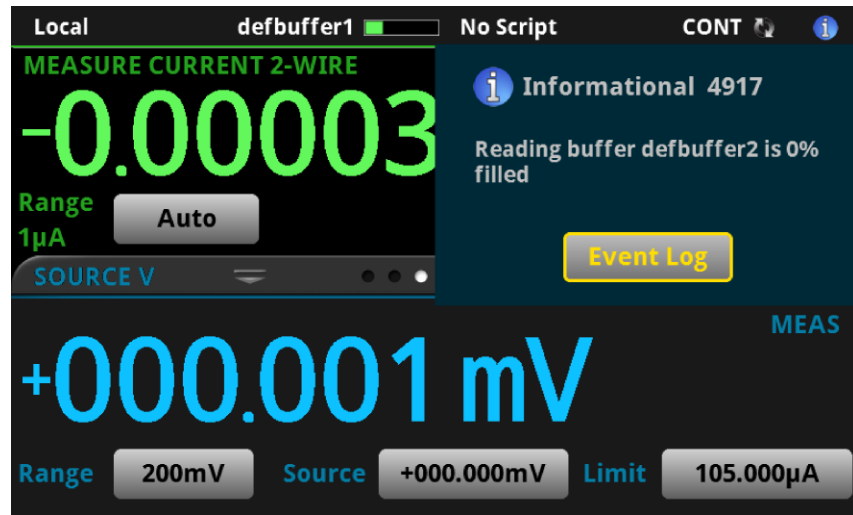 Local defbuffer1 No Script CONT
MEASURE CURRENT 2-WIRE
-0.00003
Range
1µA
Auto
Informational 4917
Reading buffer defbuffer2 is 0%
filled
Event Log
SOURCE V
MEAS
+000.001 mV
Range 200mV Source +000.000mV Limit 105.000µA